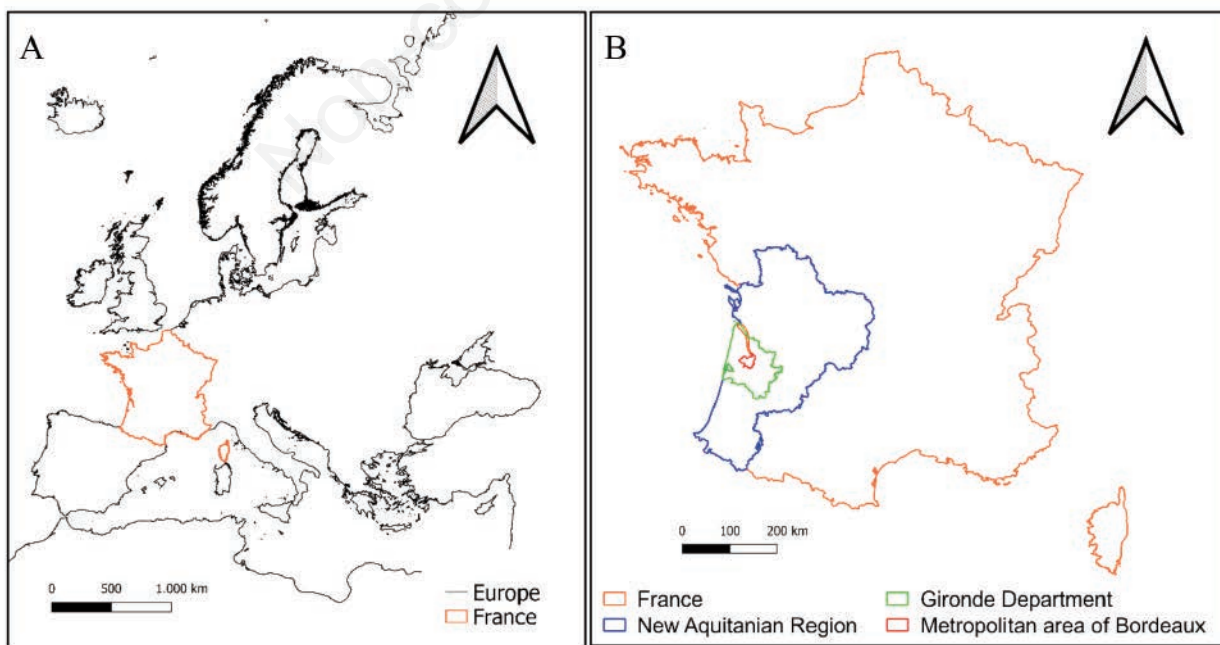 A
0 500 1.000 km
Europe
France
B
0 100 200 km
France
Gironde Department
New Aquitanian Region
Metropolitan area of Bordeaux